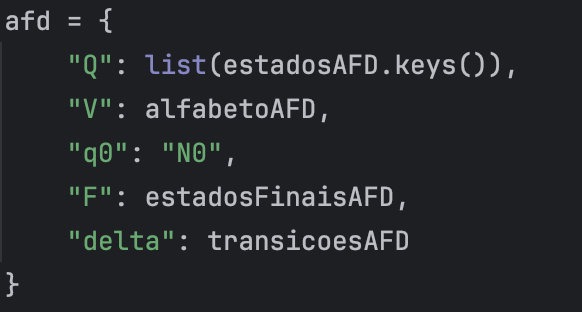 afd = {
    "Q": list(estadosAFD.keys()),
    "V": alfabetoAFD,
    "q0": "N0",
    "F": estadosFinaisAFD,
    "delta": transicoesAFD
}